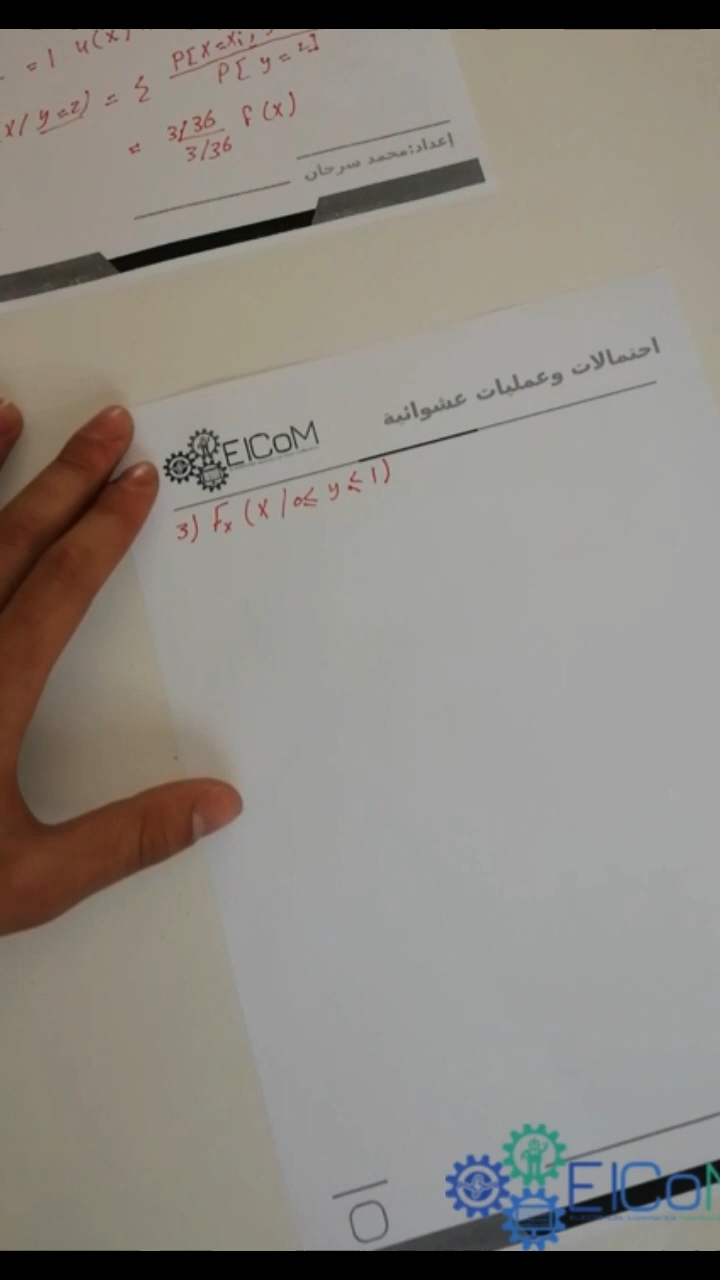 = 1 u(x)
x / y=2) = { P[X=xi, / P[ y = 2]
= 3/36 / 3/36 f(x)
إعداد:محمد سرحان
EICoM
احتمالات وعمليات عشوائية
3) Fx (X / 0≤ y ≤ 1)
EICoM